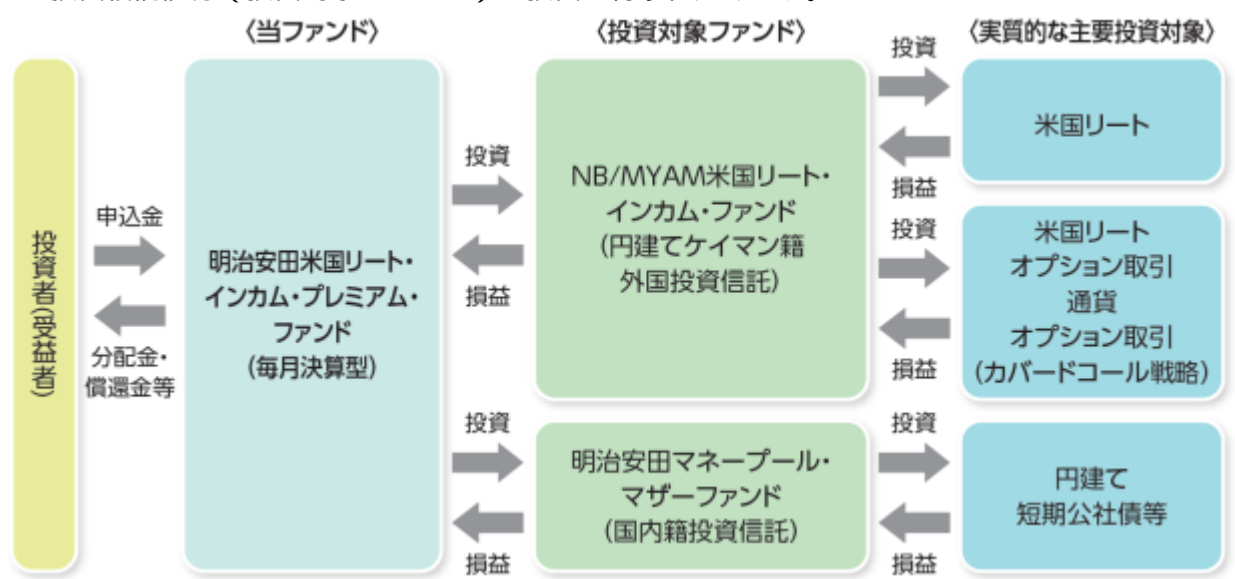 〈当ファンド〉
〈投資対象ファンド〉
〈実質的な主要投資対象〉
投資者(受益者)
申込金
分配金・
償還金等
明治安田米国リート・
インカム・プレミアム・
ファンド
(毎月決算型)
投資
損益
NB/MYAM米国リート・
インカム・ファンド
(円建てケイマン籍
外国投資信託)
投資
損益
米国リート
投資
損益
米国リート
オプション取引
通貨
オプション取引
(カバードコール戦略)
投資
損益
明治安田マネープール・
マザーファンド
(国内籍投資信託)
投資
損益
円建て
短期公社債等